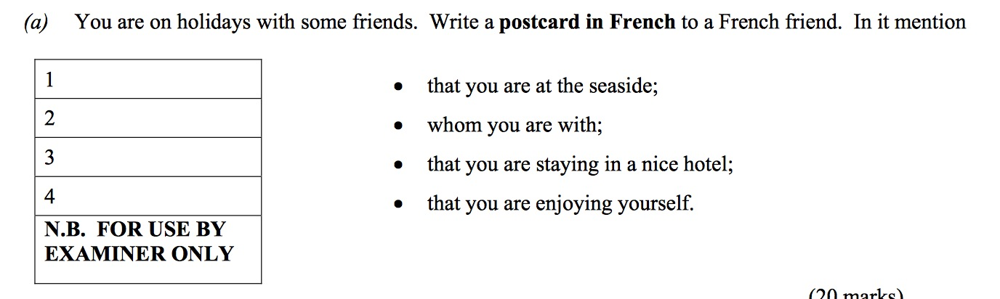 (a) You are on holidays with some friends. Write a postcard in French to a French friend. In it mention
1
2
3
4
N.B. FOR USE BY
EXAMINER ONLY
• that you are at the seaside;
• whom you are with;
• that you are staying in a nice hotel;
• that you are enjoying yourself.
(20 marks)